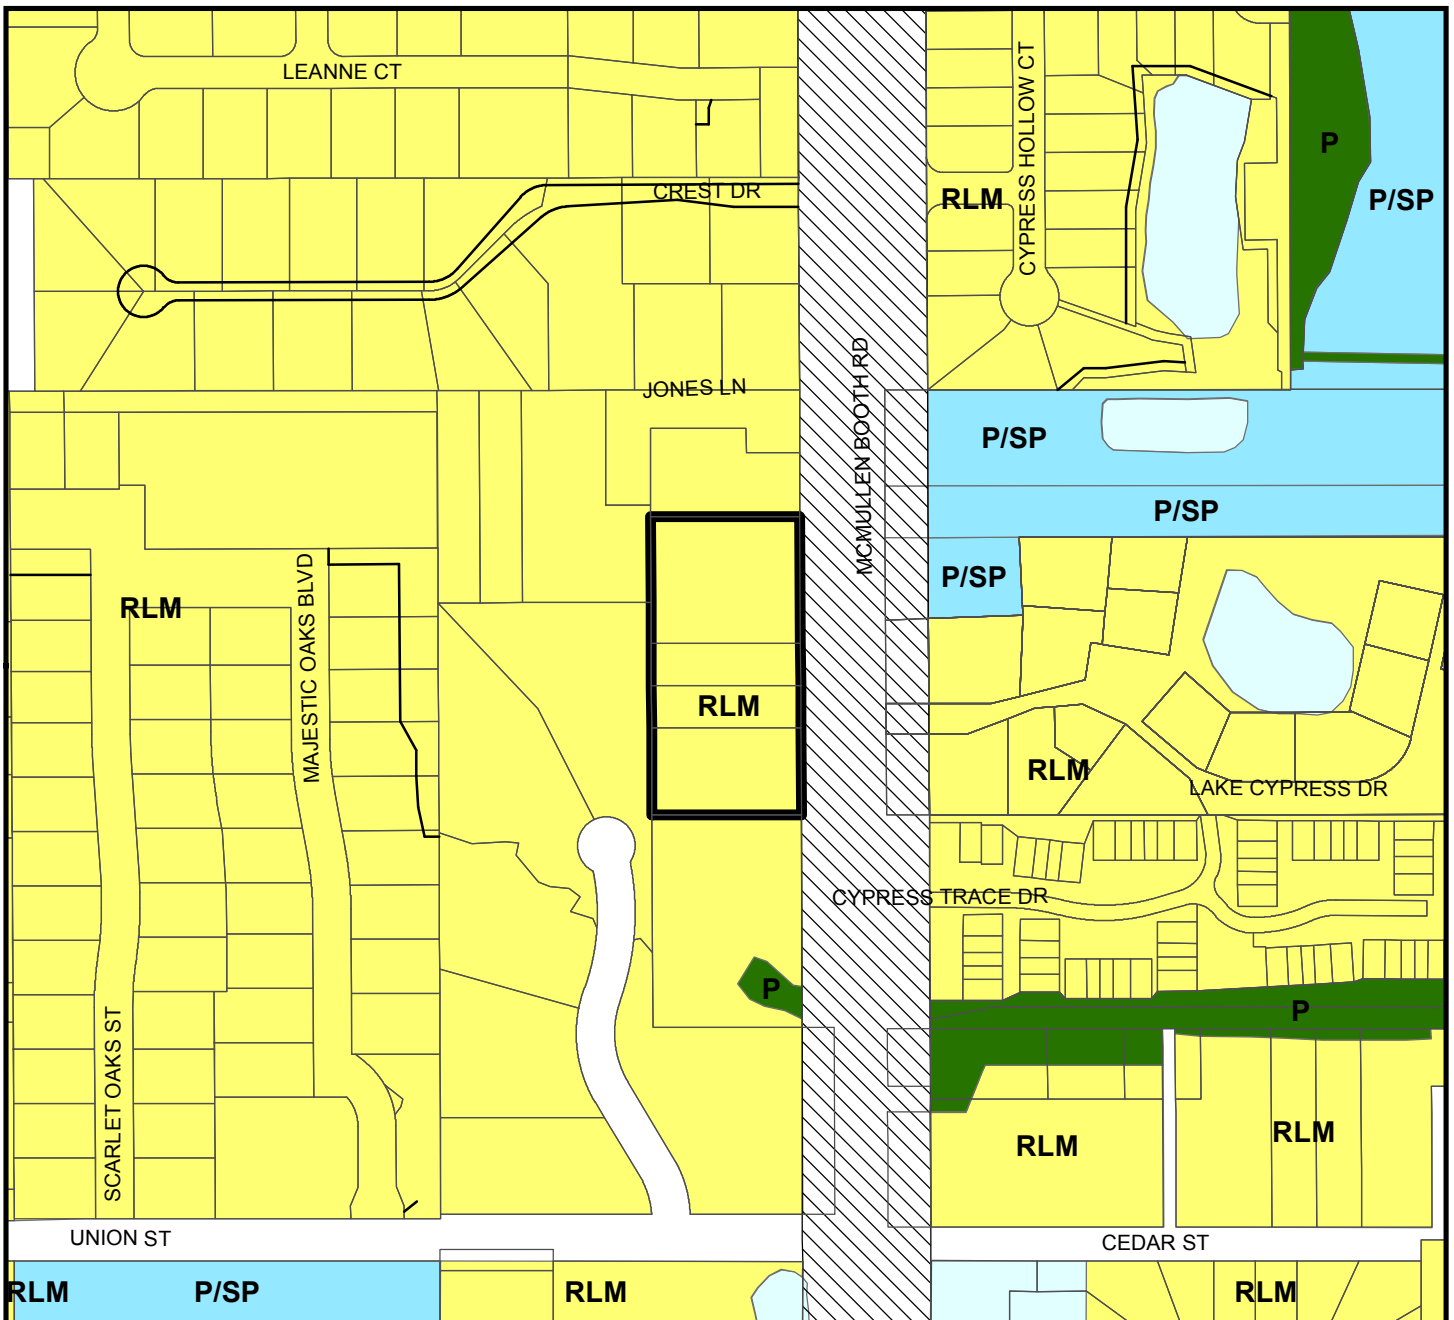 LEANNE CT
CYPRESS HOLLOW CT
P
CREST DR
RLM
P/SP
MCMULLEN BOOTH RD
JONES LN
P/SP
P/SP
P/SP
RLM
MAJESTIC OAKS BLVD
RLM
RLM
LAKE CYPRESS DR
CYPRESS TRACE DR
P
P
SCARLET OAKS ST
RLM
RLM
UNION ST
CEDAR ST
RLM
P/SP
RLM
RLM